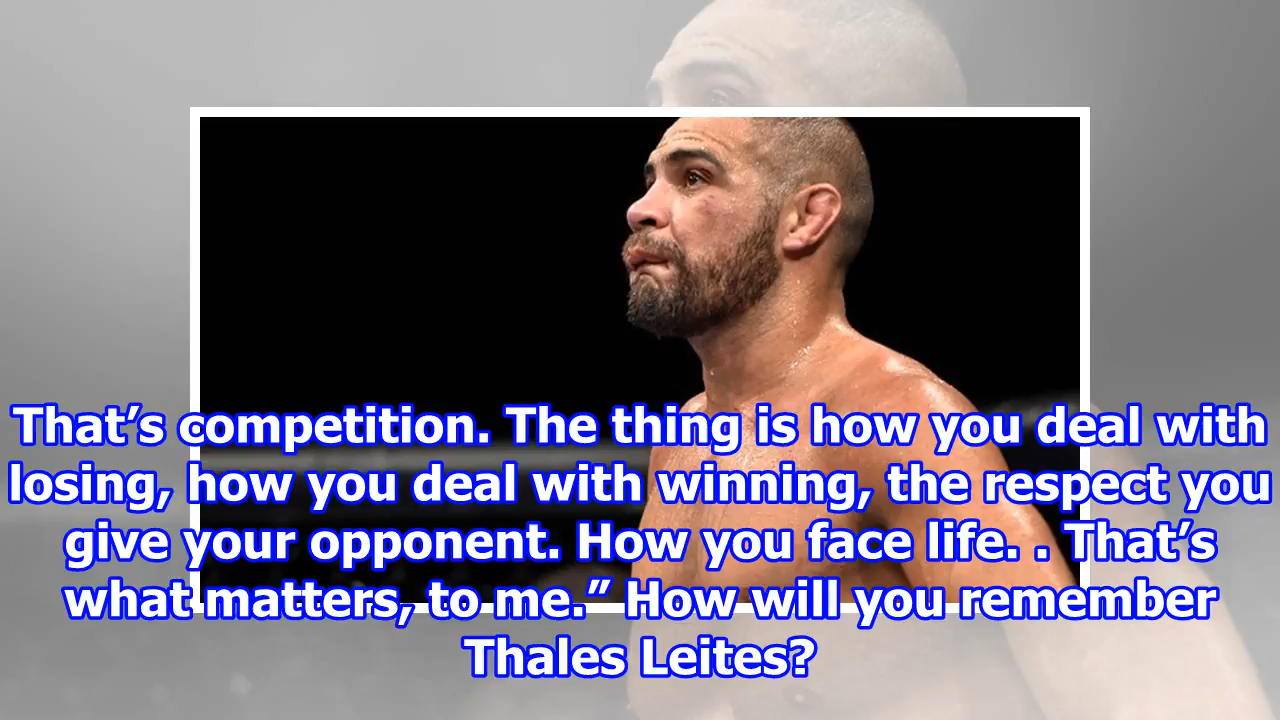 That’s competition. The thing is how you deal with
losing, how you deal with winning, the respect you
give your opponent. How you face life. . That’s
what matters, to me.” How will you remember
Thales Leites?